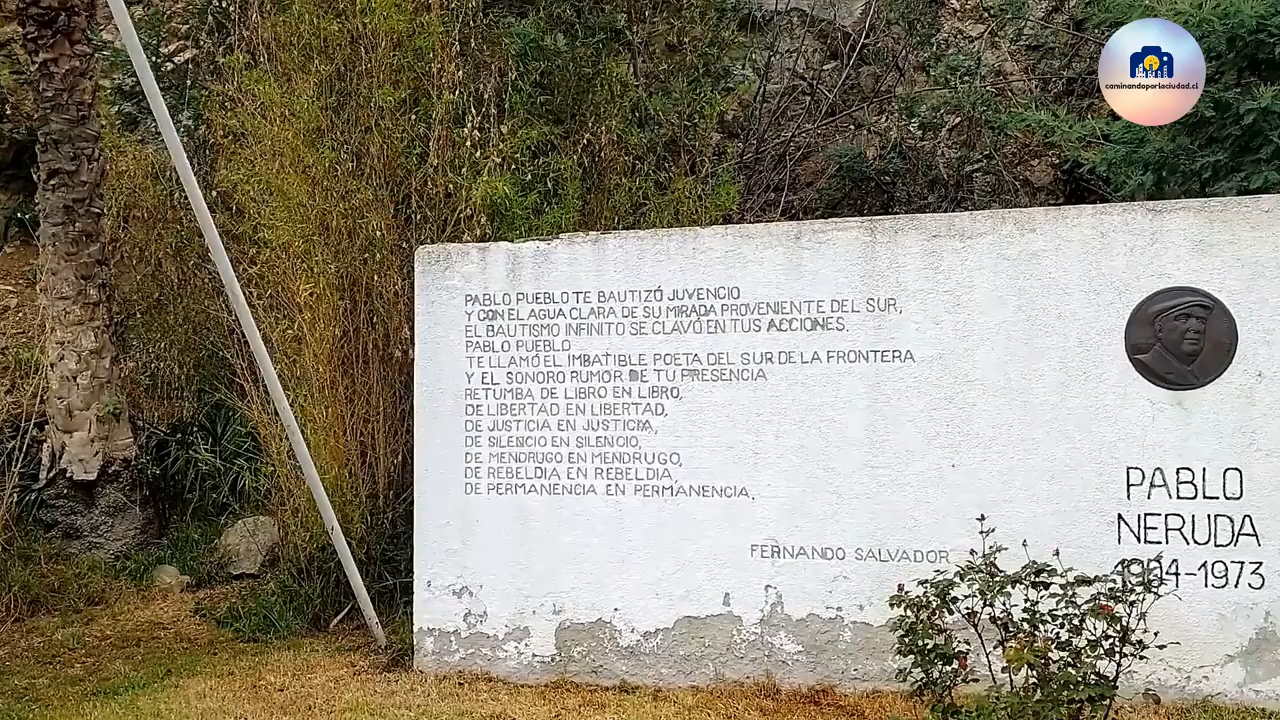 caminandoporlaciudad.cl
PABLO PUEBLO TE BAUTIZÓ JUVENCIO
Y CON EL AGUA CLARA DE SU MIRADA PROVENIENTE DEL SUR,
EL BAUTISMO INFINITO SE CLAVÓ EN TUS ACCIONES.
PABLO PUEBLO
TE LLAMÓ EL IMBATIBLE POETA DEL SUR DE LA FRONTERA
Y EL SONORO RUMOR DE TU PRESENCIA
RETUMBA DE LIBRO EN LIBRO,
DE LIBERTAD EN LIBERTAD,
DE JUSTICIA EN JUSTICIA,
DE SILENCIO EN SILENCIO,
DE MENDRUGO EN MENDRUGO,
DE REBELDIA EN REBELDIA,
DE PERMANENCIA EN PERMANENCIA,
FERNANDO SALVADOR
PABLO
NERUDA
1904-1973